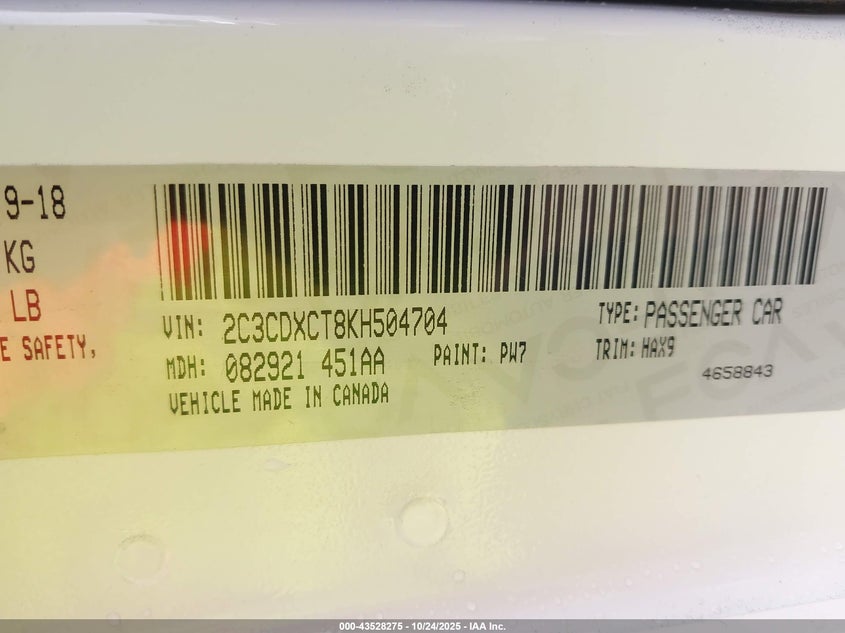 9-18
KG
LB
E SAFETY,
VIN: 2C3CDXCT8KH504704
TYPE: PASSENGER CAR
MDH: 082921 451AA
PAINT: PW7
TRIM: HAX9
VEHICLE MADE IN CANADA
4658843
000-43528275 - 10/24/2025 - IAA Inc.